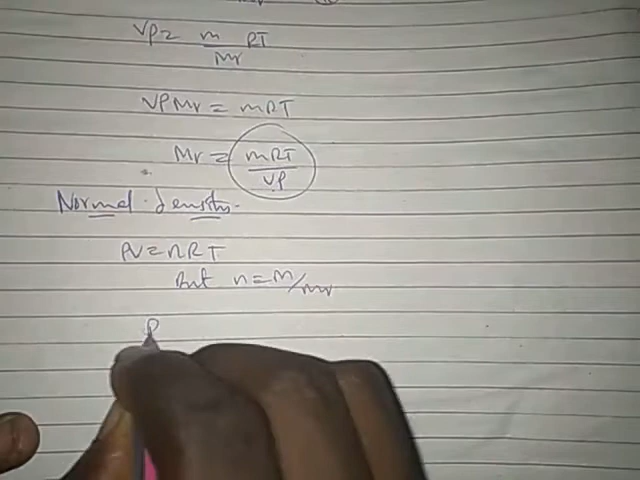 VP = m/Mr RT
VPMr = mRT
Mr = mRT/VP
Normal density.
PV = nRT
But n = m/mr
P